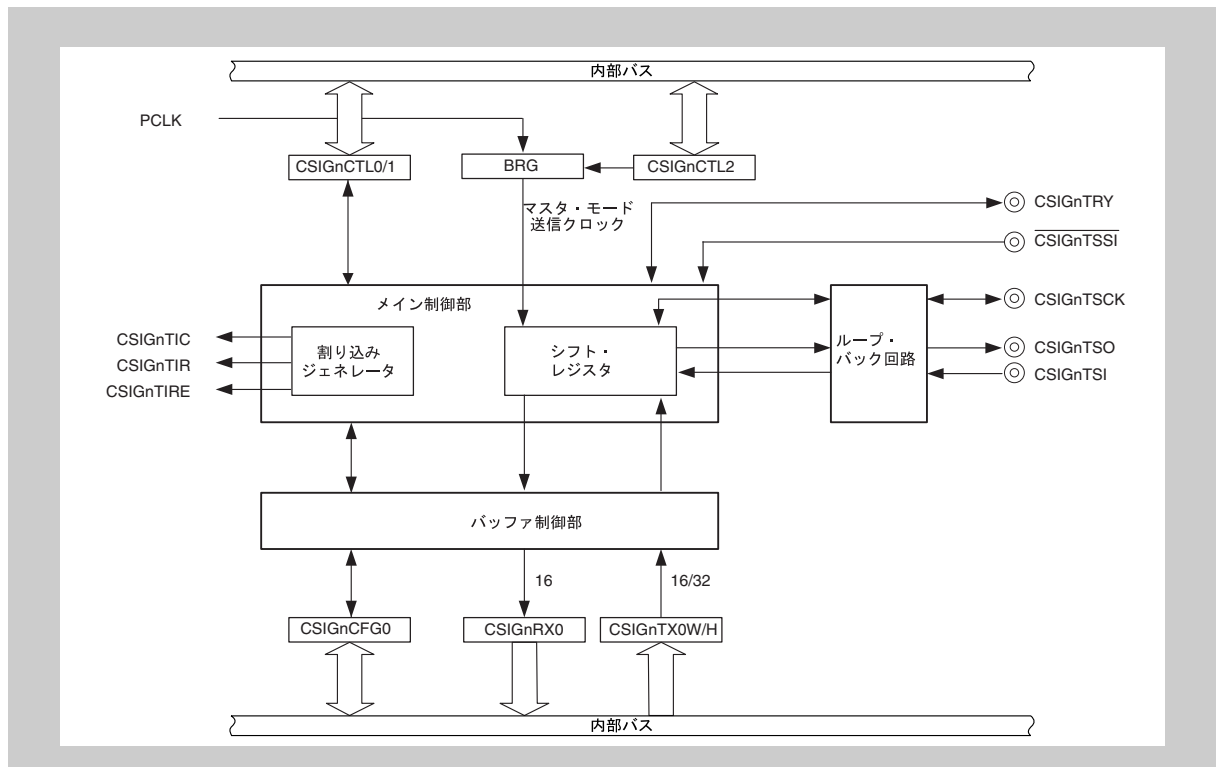 内部バス
PCLK
CSIGnCTL0/1
BRG
CSIGnCTL2
マスタ・モード
送信クロック
CSIGnTRY
CSIGnTSSI
メイン制御部
CSIGnTSCK
CSIGnTIC
CSIGnTIR
CSIGnTIRE
割り込み
ジェネレータ
シフト・
レジスタ
ループ・
バック回路
CSIGnTSO
CSIGnTSI
バッファ制御部
16
16/32
CSIGnCFG0
CSIGnRX0
CSIGnTX0W/H
内部バス